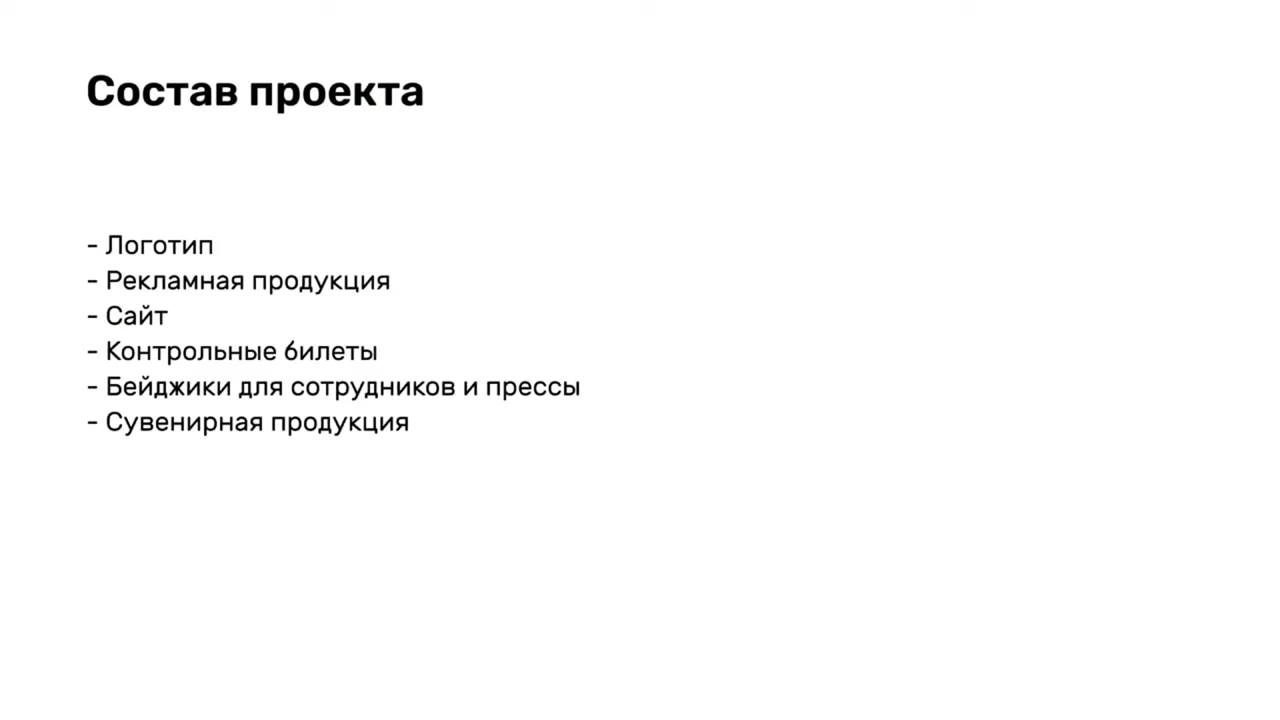 Состав проекта
- Логотип
- Рекламная продукция
- Сайт
- Контрольные билеты
- Бейджики для сотрудников и прессы
- Сувенирная продукция